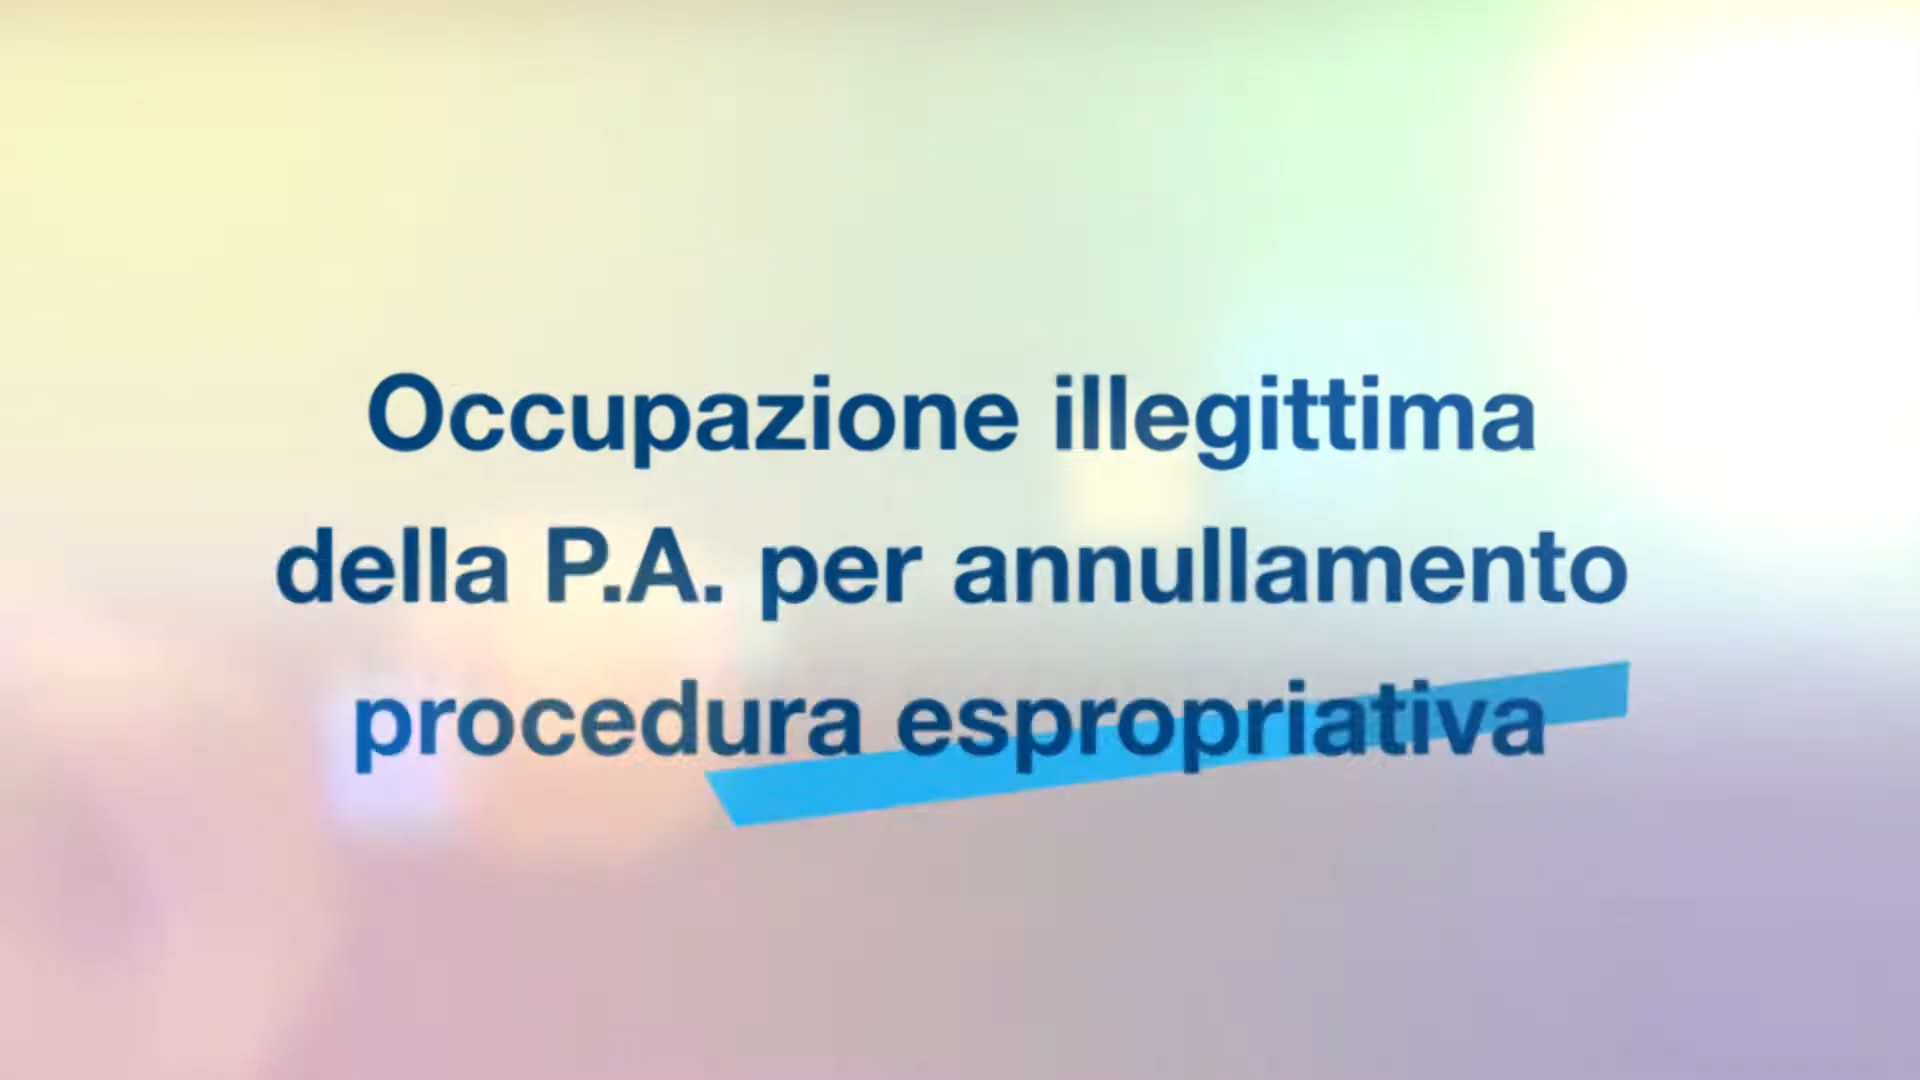 Occupazione illegittima
della P.A. per annullamento
procedura espropriativa